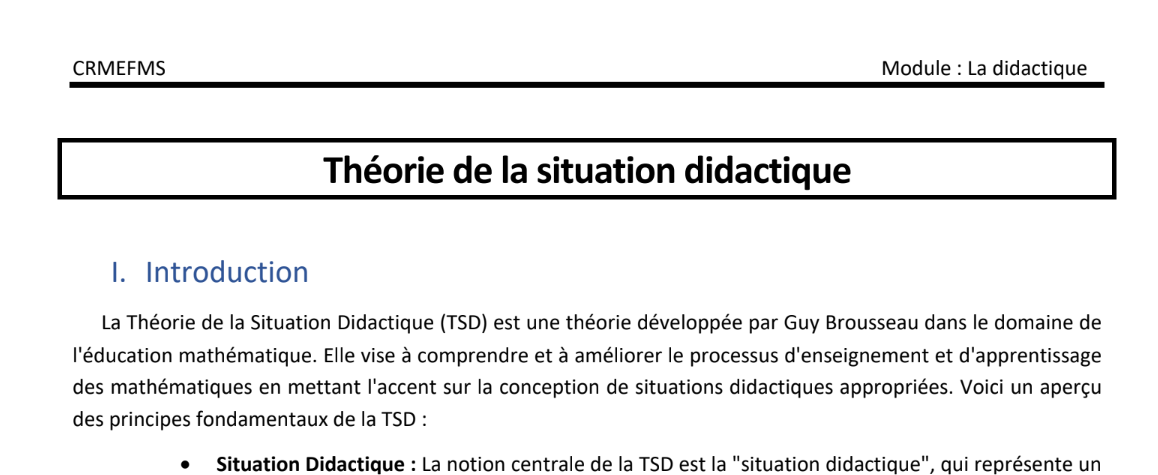 CRMEFMS Module : La didactique
Théorie de la situation didactique
I. Introduction
La Théorie de la Situation Didactique (TSD) est une théorie développée par Guy Brousseau dans le domaine de
l'éducation mathématique. Elle vise à comprendre et à améliorer le processus d'enseignement et d'apprentissage
des mathématiques en mettant l'accent sur la conception de situations didactiques appropriées. Voici un aperçu
des principes fondamentaux de la TSD :
• Situation Didactique : La notion centrale de la TSD est la "situation didactique", qui représente un